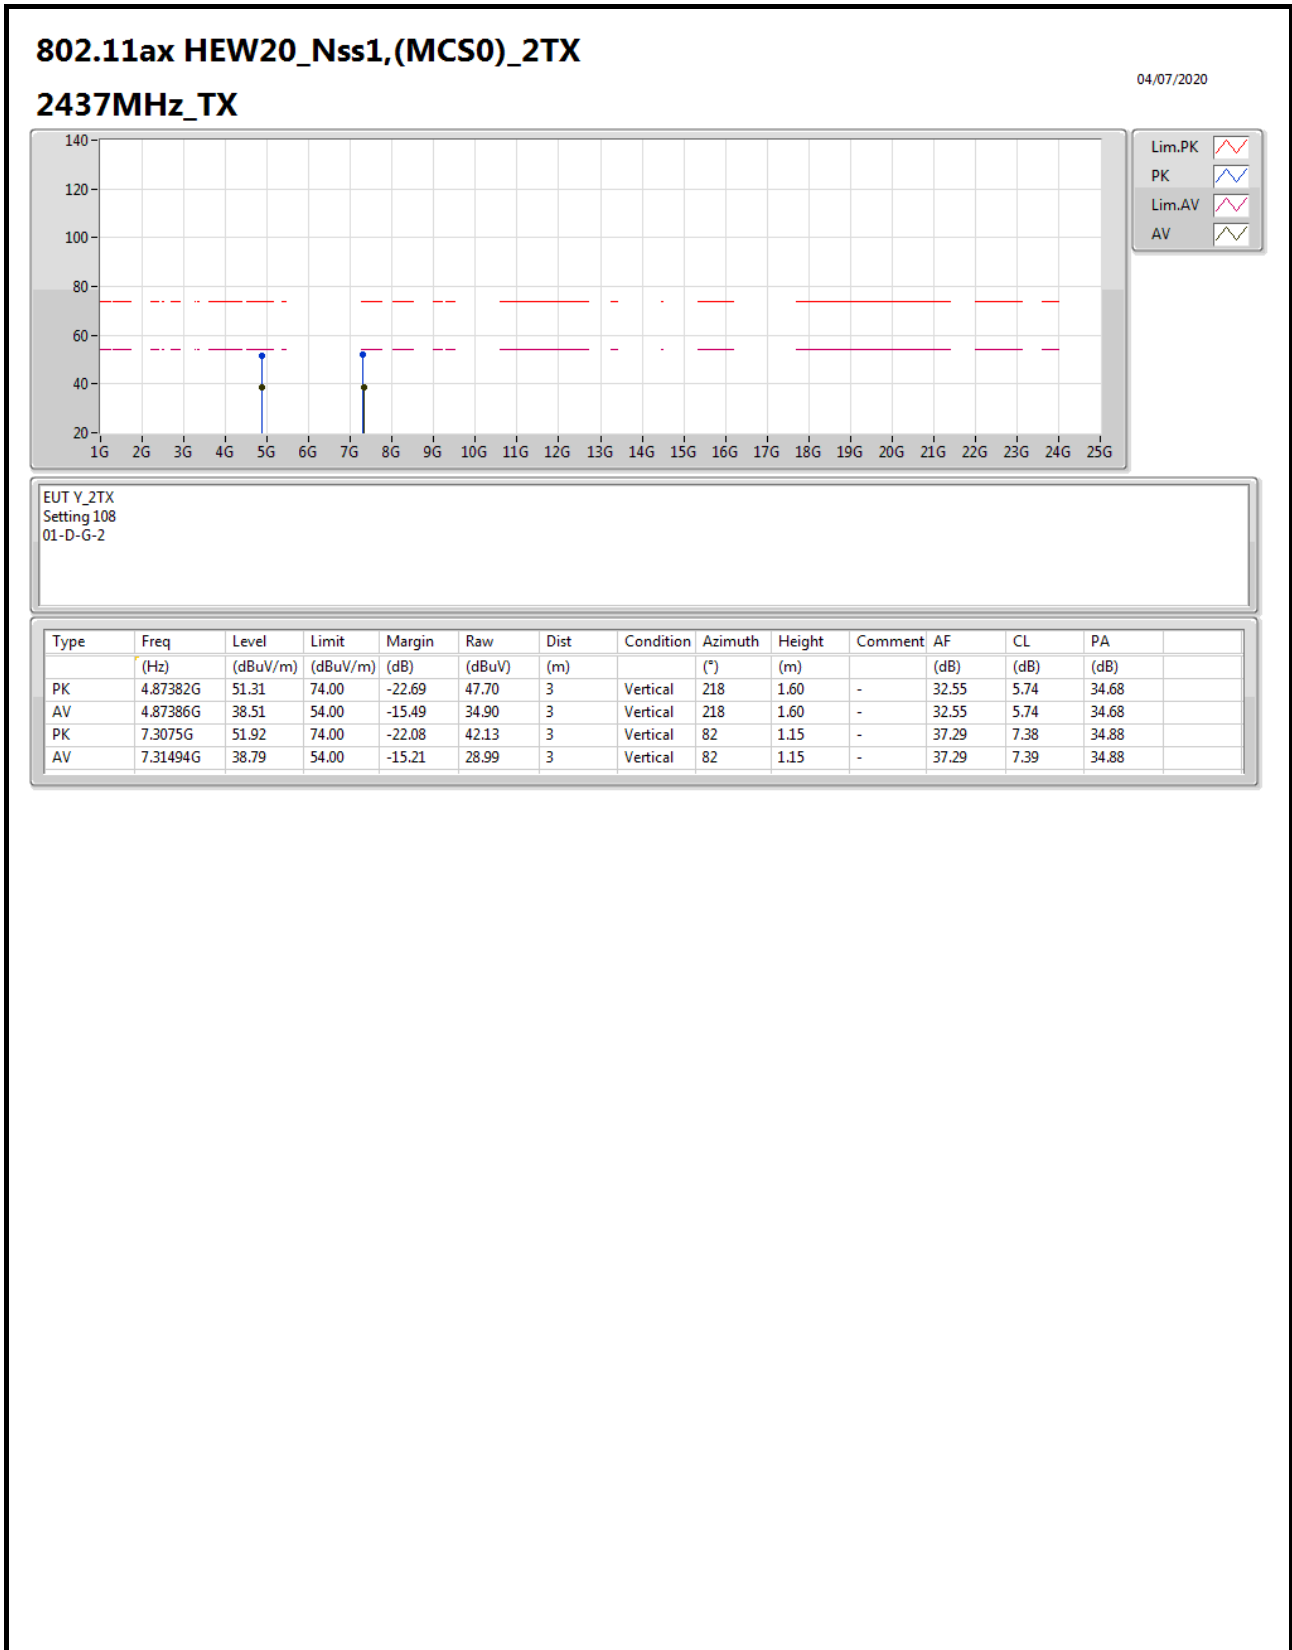 802.11ax HEW20_Nss1,(MCS0)_2TX
04/07/2020
2437MHz_TX
140
120
100
80
60
40
20
1G 2G 3G 4G 5G 6G 7G 8G 9G 10G 11G 12G 13G 14G 15G 16G 17G 18G 19G 20G 21G 22G 23G 24G 25G
Lim.PK
PK
Lim.AV
AV
EUT Y_2TX
Setting 108
01-D-G-2
Type Freq Level Limit Margin Raw Dist Condition Azimuth Height Comment AF CL PA
(Hz) (dBuV/m) (dBuV/m) (dB) (dBuV) (m) (°) (m) (dB) (dB) (dB)
PK 4.87382G 51.31 74.00 -22.69 47.70 3 Vertical 218 1.60 - 32.55 5.74 34.68
AV 4.87386G 38.51 54.00 -15.49 34.90 3 Vertical 218 1.60 - 32.55 5.74 34.68
PK 7.3075G 51.92 74.00 -22.08 42.13 3 Vertical 82 1.15 - 37.29 7.38 34.88
AV 7.31494G 38.79 54.00 -15.21 28.99 3 Vertical 82 1.15 - 37.29 7.39 34.88